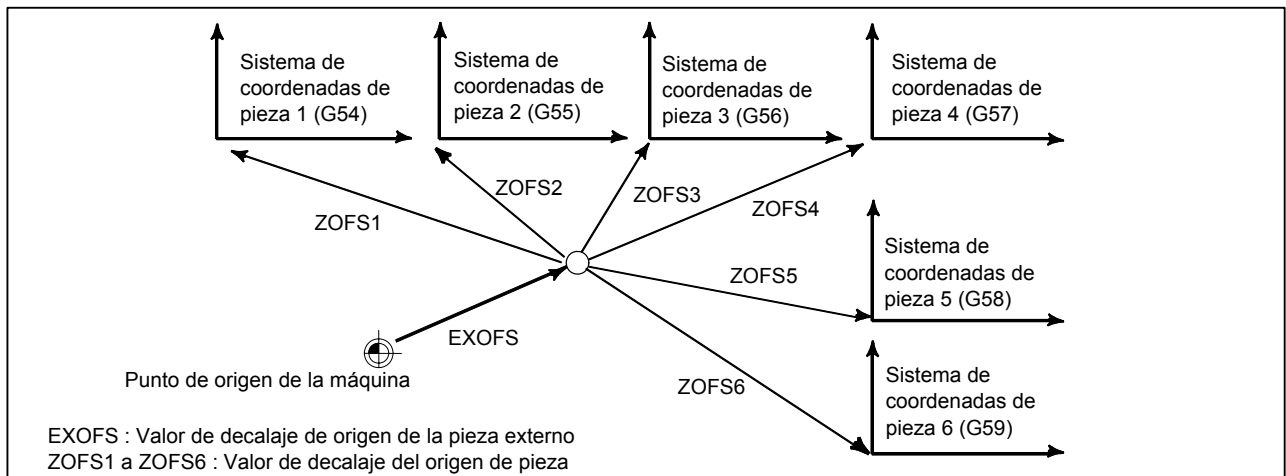 Sistema de
coordenadas de
pieza 1 (G54)
Sistema de
coordenadas de
pieza 2 (G55)
Sistema de
coordenadas de
pieza 3 (G56)
Sistema de
coordenadas de
pieza 4 (G57)
ZOFS1
ZOFS2
ZOFS3
ZOFS4
ZOFS5
Sistema de
coordenadas de
pieza 5 (G58)
EXOFS
Punto de origen de la máquina
ZOFS6
Sistema de
coordenadas de
pieza 6 (G59)
EXOFS : Valor de decalaje de origen de la pieza externo
ZOFS1 a ZOFS6 : Valor de decalaje del origen de pieza